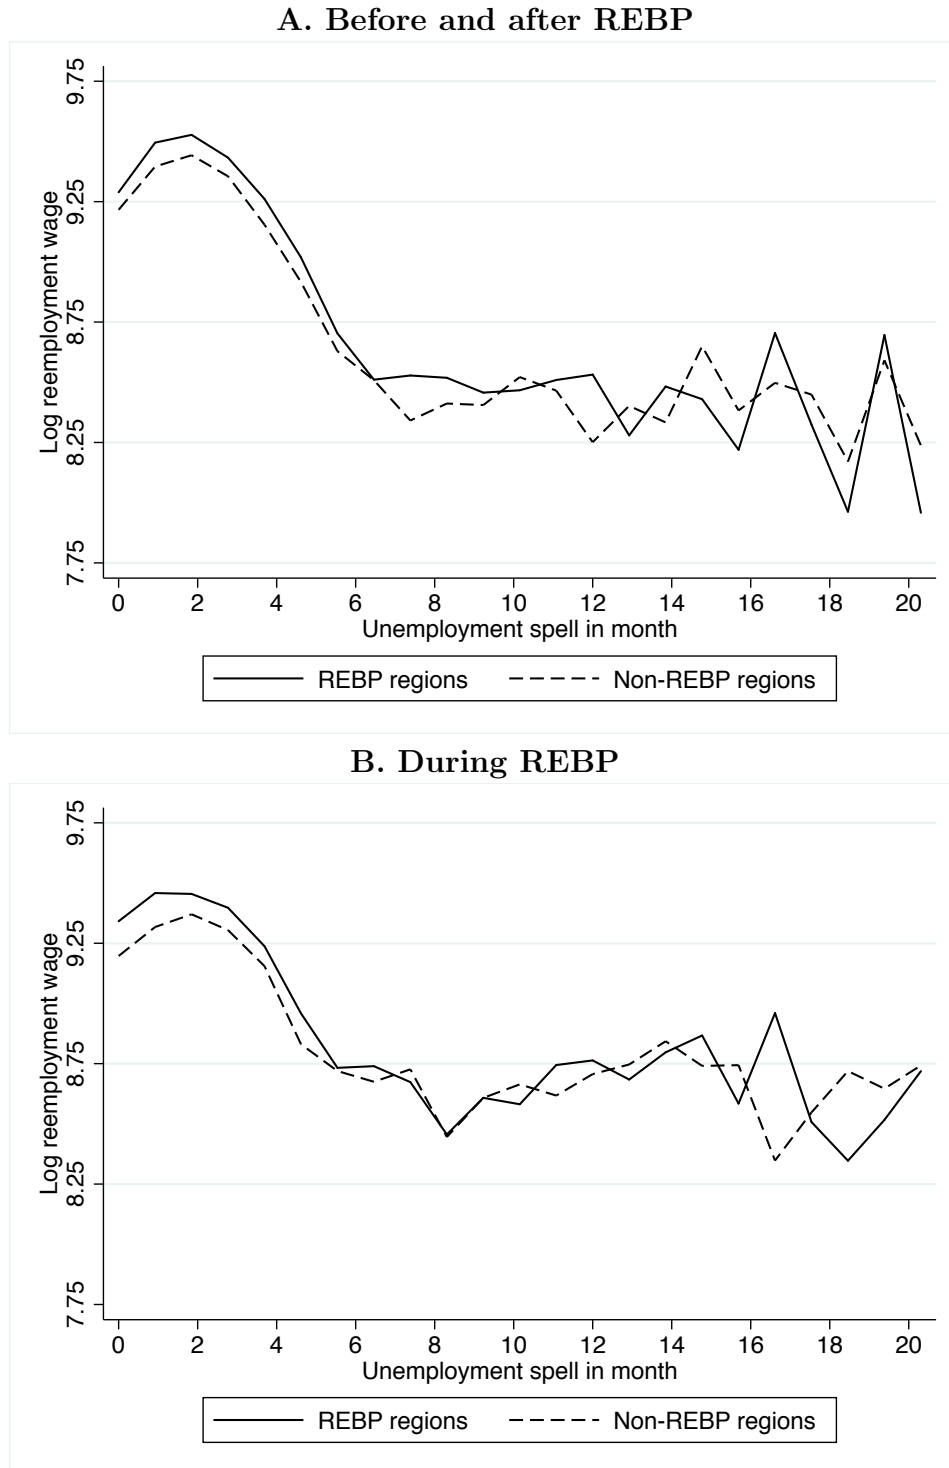 A. Before and after REBP
Log reemployment wage
9.75
9.25
8.75
8.25
7.75
0 2 4 6 8 10 12 14 16 18 20
Unemployment spell in month
REBP regions Non-REBP regions
B. During REBP
Log reemployment wage
9.75
9.25
8.75
8.25
7.75
0 2 4 6 8 10 12 14 16 18 20
Unemployment spell in month
REBP regions Non-REBP regions